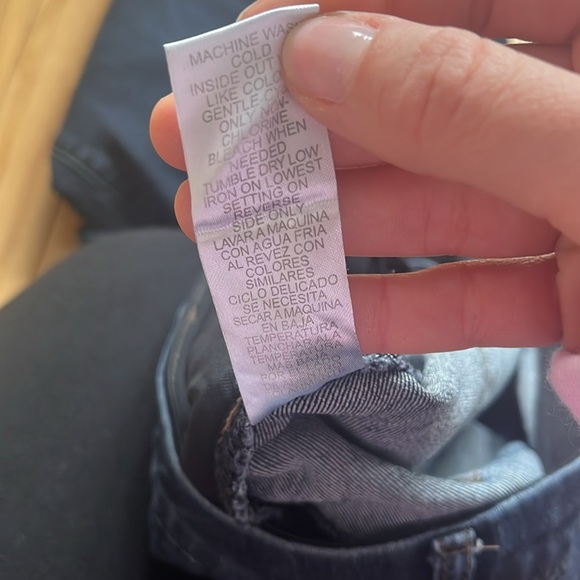 MACHINE WAS
COLD
INSIDE OUT
LIKE COLO
GENTLE CY
ONLY NON-
CHLORINE
BLEACH WHEN
NEEDED
TUMBLE DRY LOW
IRON ON LOWEST
SETTING ON
REVERSE
SIDE ONLY
LAVAR A MAQUINA
CON AGUA FRIA
AL REVEZ CON
COLORES
SIMILARES
CICLO DELICADO
SE NECESITA
SECAR A MAQUINA
EN BAJA
TEMPERATURA
PLANCHAR A LA
TEMPERATURA
MAS